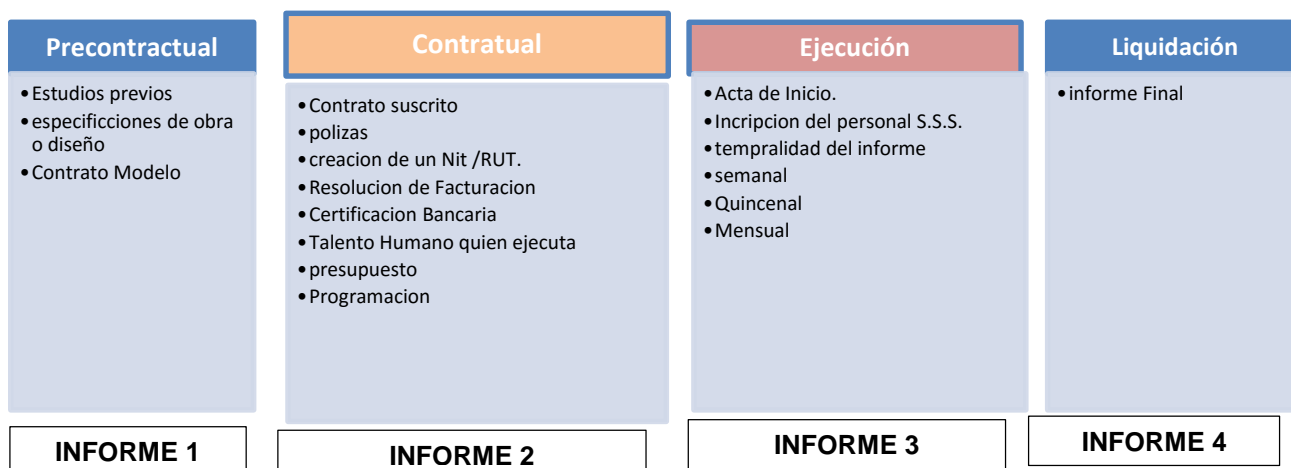 Precontractual
•Estudios previos
•especificciones de obra
o diseño
•Contrato Modelo
INFORME 1
Contratual
•Contrato suscrito
•polizas
•creacion de un Nit /RUT.
•Resolucion de Facturacion
•Certificacion Bancaria
•Talento Humano quien ejecuta
•presupuesto
•Programacion
INFORME 2
Ejecución
•Acta de Inicio.
•Incripcion del personal S.S.S.
•tempralidad del informe
•semanal
•Quincenal
•Mensual
INFORME 3
Liquidación
•informe Final
INFORME 4